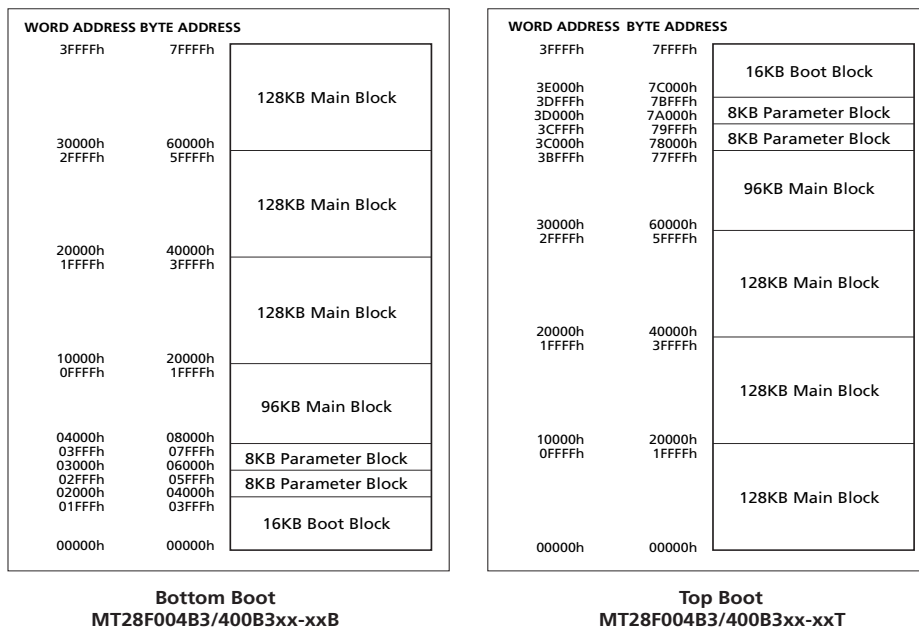 WORD ADDRESS BYTE ADDRESS
3FFFFh 7FFFFh
128KB Main Block
30000h 60000h
2FFFFh 5FFFFh
128KB Main Block
20000h 40000h
1FFFFh 3FFFFh
128KB Main Block
10000h 20000h
0FFFFh 1FFFFh
96KB Main Block
04000h 08000h
03FFFh 07FFFh
8KB Parameter Block
03000h 06000h
02FFFh 05FFFh
8KB Parameter Block
02000h 04000h
01FFFh 03FFFh
16KB Boot Block
00000h 00000h
Bottom Boot
MT28F004B3/400B3xx-xxB
WORD ADDRESS BYTE ADDRESS
3FFFFh 7FFFFh
16KB Boot Block
3E000h 7C000h
3DFFFh 7BFFFh
8KB Parameter Block
3D000h 7A000h
3CFFFh 79FFFh
8KB Parameter Block
3C000h 78000h
3BFFFh 77FFFh
96KB Main Block
30000h 60000h
2FFFFh 5FFFFh
128KB Main Block
20000h 40000h
1FFFFh 3FFFFh
128KB Main Block
10000h 20000h
0FFFFh 1FFFFh
128KB Main Block
00000h 00000h
Top Boot
MT28F004B3/400B3xx-xxT